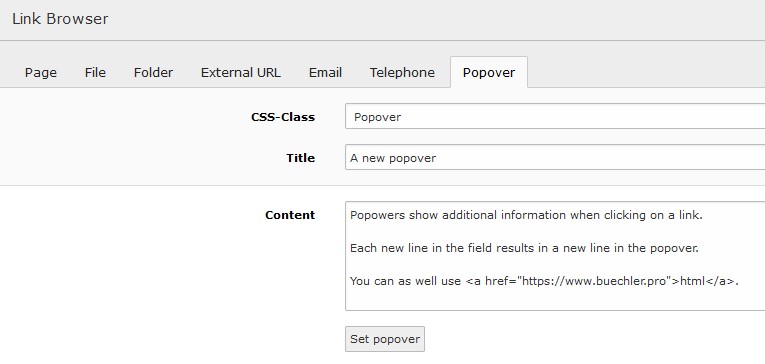 Link Browser
Page File Folder External URL Email Telephone Popover
CSS-Class Popover
Title A new popover
Content Popowers show additional information when clicking on a link.
Each new line in the field results in a new line in the popover.
You can as well use <a href="https://www.buechler.pro">html</a>.
Set popover